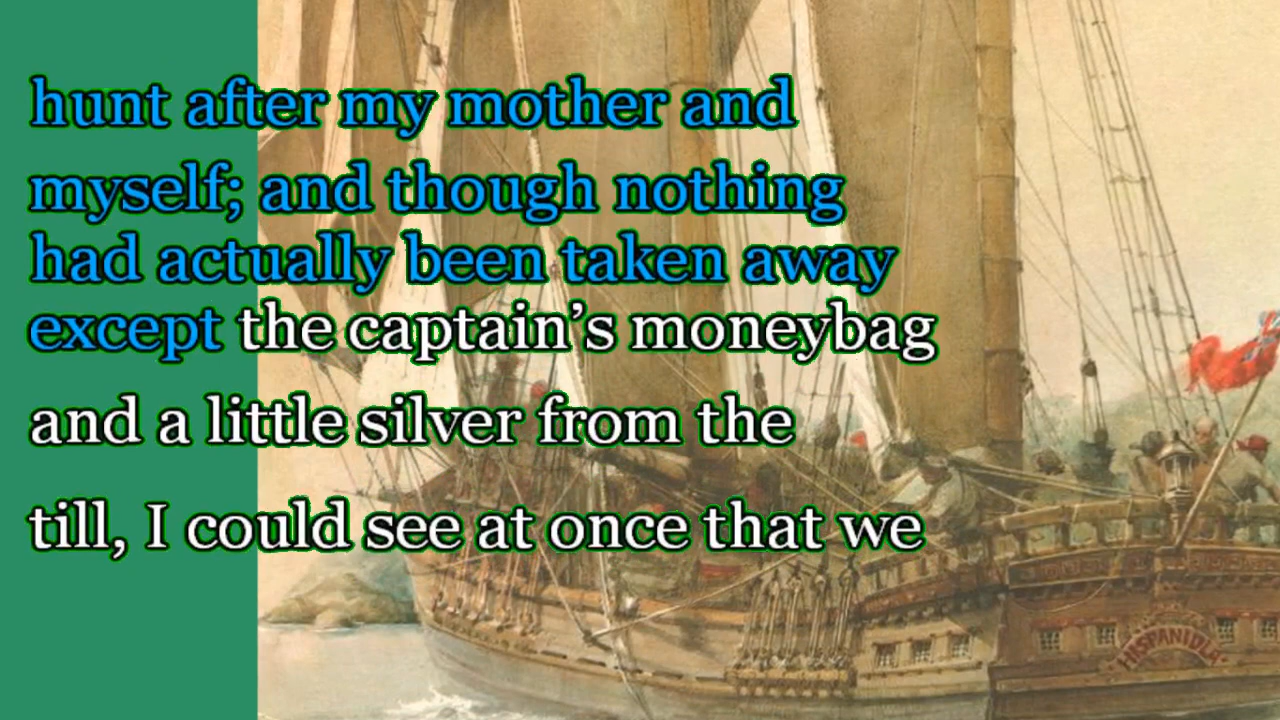 hunt after my mother and
myself; and though nothing
had actually been taken away
except the captain’s moneybag
and a little silver from the
till, I could see at once that we
HISPANIOLA